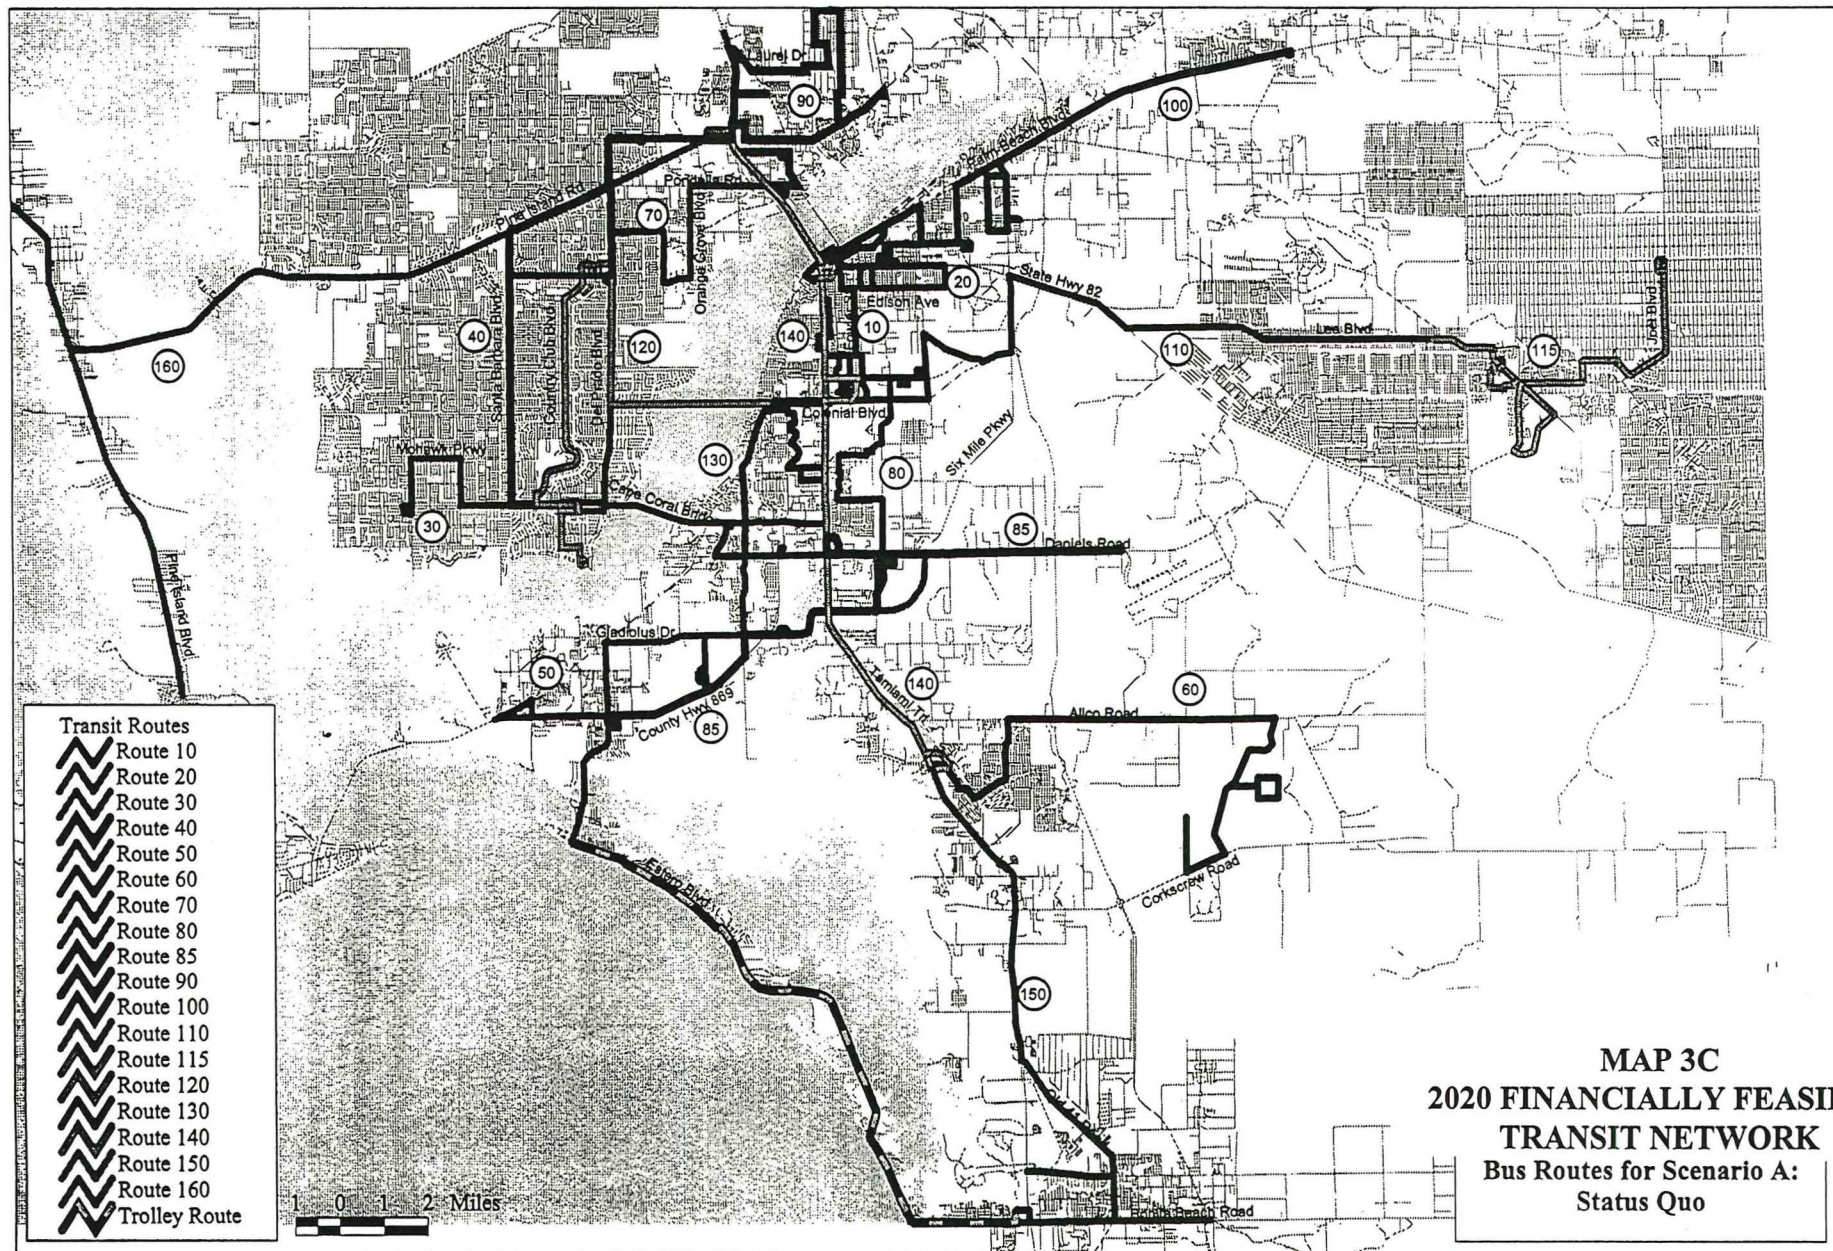 Laurel Dr
90
100
Palm Beach Blvd
Pondella Rd
Pine Island Rd
70
Orange Grove Blvd
State Hwy 82
20
Edison Ave
10
40
Santa Barbara Blvd
Country Club Blvd
Del Prado Blvd
120
140
Lee Blvd
Joel Blvd
110
115
160
Colonial Blvd
Mohawk Pkwy
130
80
Six Mile Pkwy
Cape Coral Bridge
30
85
Daniels Road
Pine Island Blvd
Gladiolus Dr
50
140
Tamiami Trl
60
Alico Road
County Hwy 869
85
Corkscrew Road
Estero Blvd
150
Bonita Beach Road
Transit Routes
Route 10
Route 20
Route 30
Route 40
Route 50
Route 60
Route 70
Route 80
Route 85
Route 90
Route 100
Route 110
Route 115
Route 120
Route 130
Route 140
Route 150
Route 160
Trolley Route
1 0 1 2 Miles
MAP 3C
2020 FINANCIALLY FEASI
TRANSIT NETWORK
Bus Routes for Scenario A:
Status Quo